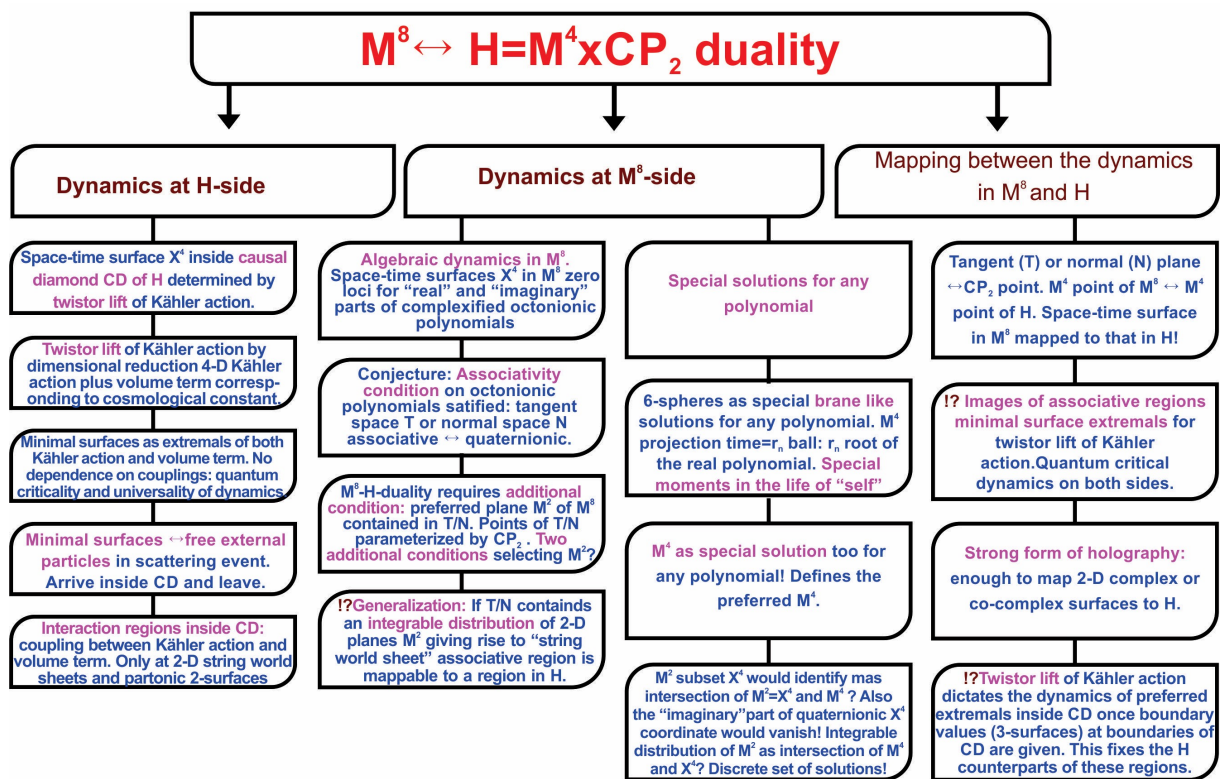 M⁸ ↔ H=M⁴xCP₂ duality
Dynamics at H-side
Space-time surface X⁴ inside causal
diamond CD of H determined by
twistor lift of Kähler action.
Twistor lift of Kähler action by
dimensional reduction 4-D Kähler
action plus volume term corresp-
onding to cosmological constant.
Minimal surfaces as extremals of both
Kähler action and volume term. No
dependence on couplings: quantum
criticality and universality of dynamics.
Minimal surfaces ↔free external
particles in scattering event.
Arrive inside CD and leave.
Interaction regions inside CD:
coupling between Kähler action and
volume term. Only at 2-D string world
sheets and partonic 2-surfaces
Dynamics at M⁸-side
Algebraic dynamics in M⁸.
Space-time surfaces X⁴ in M⁸ zero
loci for "real" and "imaginary"
parts of complexified octonionic
polynomials
Conjecture: Associativity
condition on octonionic
polynomials satified: tangent
space T or normal space N
associative ↔ quaternionic.
M⁸-H-duality requires additional
condition: preferred plane M² of M⁸
contained in T/N. Points of T/N
parameterized by CP₂ . Two
additional conditions selecting M²?
!?Generalization: If T/N containds
an integrable distribution of 2-D
planes M² giving rise to "string
world sheet" associative region is
mappable to a region in H.
Special solutions for any
polynomial
6-spheres as special brane like
solutions for any polynomial. M⁴
projection time=rₙ ball: rₙ root of
the real polynomial. Special
moments in the life of "self"
M⁴ as special solution too for
any polynomial! Defines the
preferred M⁴.
M² subset X⁴ would identify mas
intersection of M²=X⁴ and M⁴ ? Also
the "imaginary"part of quaternionic X⁴
coordinate would vanish! Integrable
distribution of M² as intersection of M⁴
and X⁴? Discrete set of solutions!
Mapping between the dynamics
in M⁸ and H
Tangent (T) or normal (N) plane
↔CP₂ point. M⁴ point of M⁸ ↔ M⁴
point of H. Space-time surface
in M⁸ mapped to that in H!
!? Images of associative regions
minimal surface extremals for
twistor lift of Kähler
action.Quantum critical
dynamics on both sides.
Strong form of holography:
enough to map 2-D complex or
co-complex surfaces to H.
!?Twistor lift of Kähler action
dictates the dynamics of preferred
extremals inside CD once boundary
values (3-surfaces) at boundaries of
CD are given. This fixes the H
counterparts of these regions.